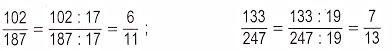 102/187 = 102 : 17/187 : 17 = 6/11 ; 133/247 = 133 : 19/247 : 19 = 7/13